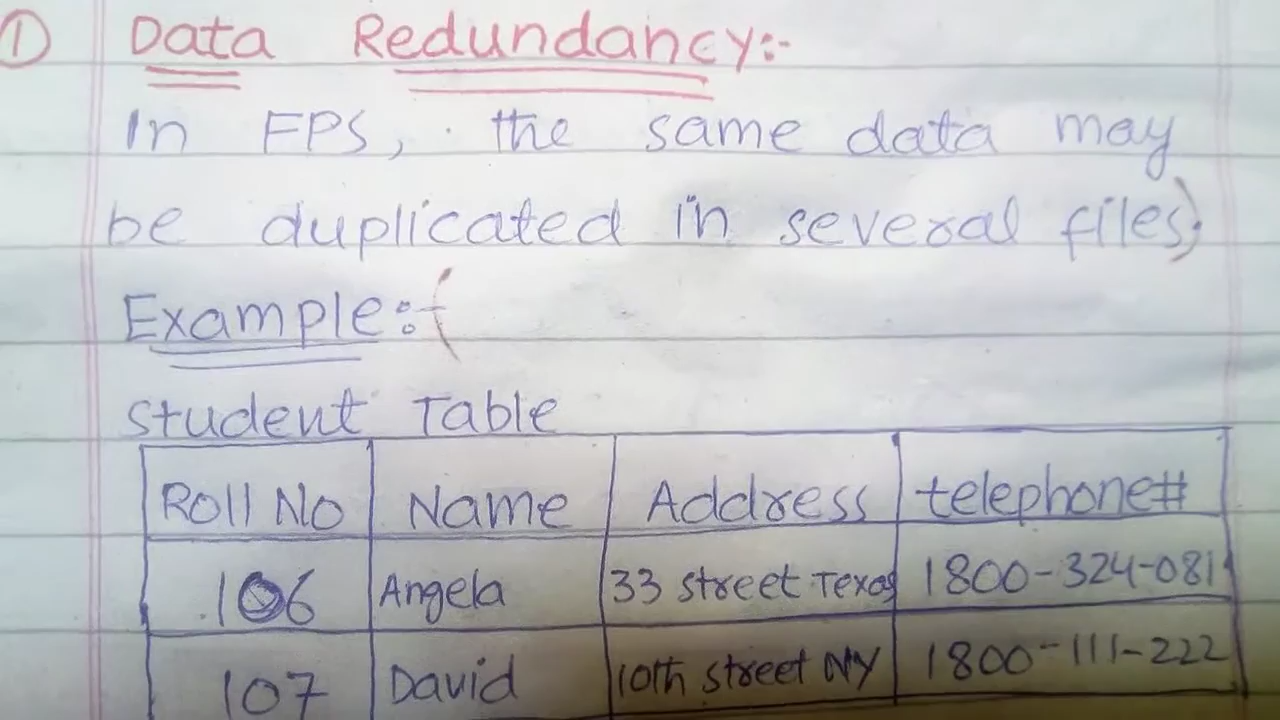 ① Data Redundancy:-
In FPS, the same data may
be duplicated in several files,
Example:-
Student Table
Roll No Name Address telephone#
106 Angela 33 street Texas 1800-324-081
107 David 10th street NY 1800-111-222